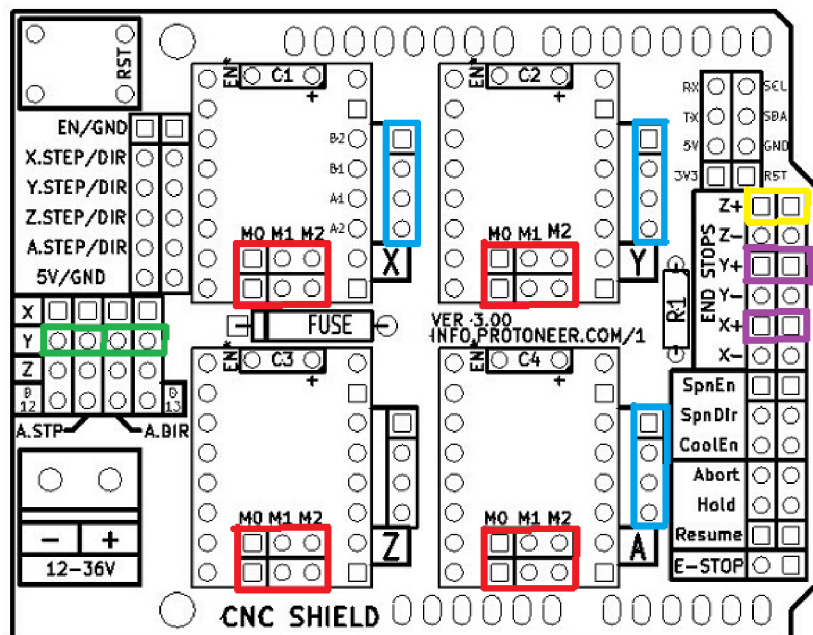 RST
EN*
C1
+
EN*
C2
+
EN/GND
X.STEP/DIR
Y.STEP/DIR
Z.STEP/DIR
A.STEP/DIR
5V/GND
B2
B1
A1
A2
M0 M1 M2
X
M0 M1 M2
Y
RX
SCL
TX
SDA
5V
GND
3V3
RST
END STOPS
Z+
Z-
Y+
Y-
X+
X-
R1
X
Y
Z
D
12
D
13
A.STP
A.DIR
FUSE
VER 3.00
INFO.PROTONEER.COM/1
EN*
C3
+
EN*
C4
+
SpnEn
SpnDir
CoolEn
Abort
Hold
Resume
E-STOP
- +
12-36V
M0 M1 M2
Z
M0 M1 M2
A
CNC SHIELD